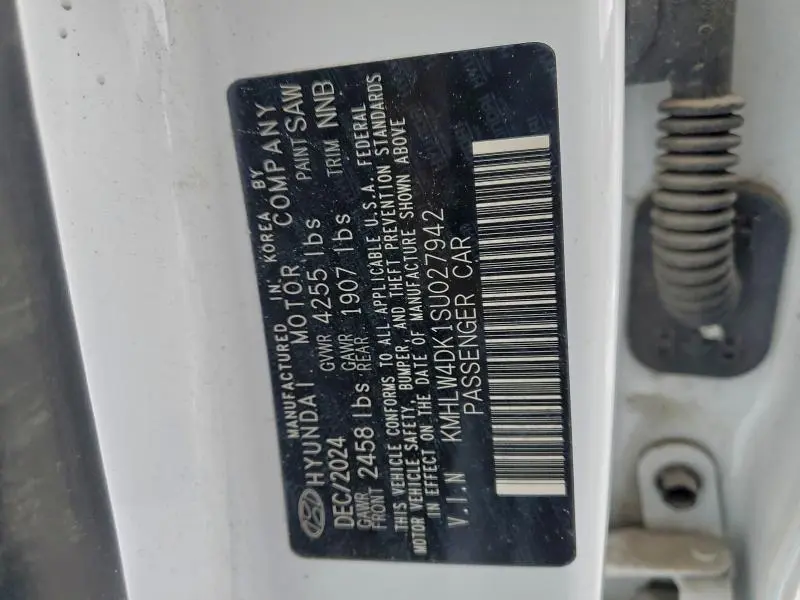 MANUFACTURED IN KOREA BY
HYUNDAI MOTOR COMPANY
DEC/2024 GVWR 4255 lbs PAINT SAW
GAWR FRONT 2458 lbs GAWR REAR 1907 lbs TRIM NNB
THIS VEHICLE CONFORMS TO ALL APPLICABLE U.S.A. FEDERAL
MOTOR VEHICLE SAFETY, BUMPER, AND THEFT PREVENTION STANDARDS
IN EFFECT ON THE DATE OF MANUFACTURE SHOWN ABOVE
V.I.N KMHLW4DK1SU027942
PASSENGER CAR